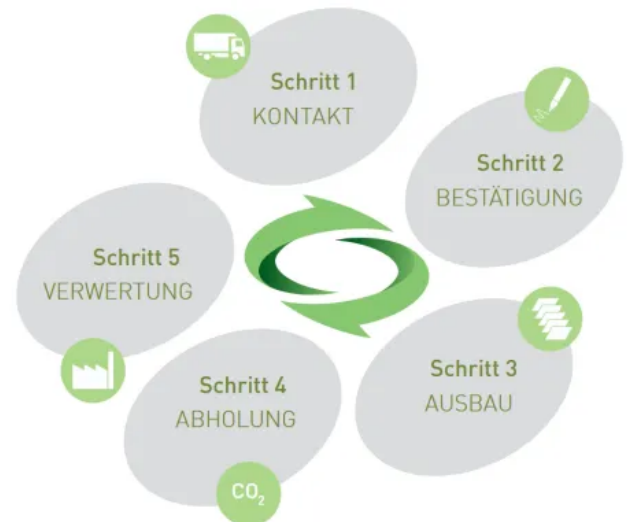 Schritt 1
KONTAKT
Schritt 2
BESTÄTIGUNG
Schritt 3
AUSBAU
Schritt 4
ABHOLUNG
CO₂
Schritt 5
VERWERTUNG